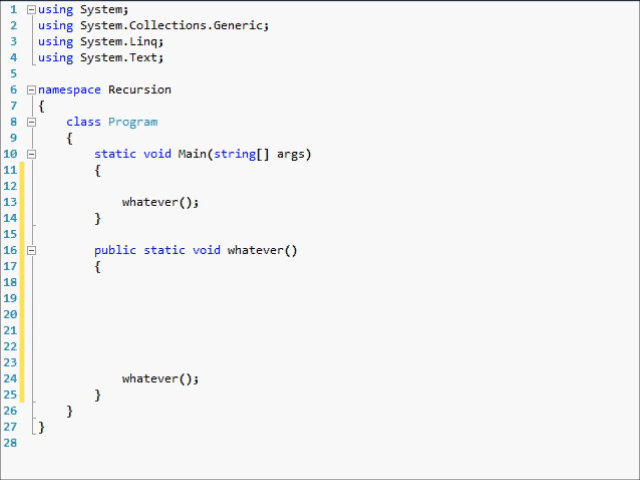 1 using System;
2 using System.Collections.Generic;
3 using System.Linq;
4 using System.Text;
5
6 namespace Recursion
7 {
8     class Program
9     {
10         static void Main(string[] args)
11         {
12
13             whatever();
14         }
15
16         public static void whatever()
17         {
18
19
20
21
22
23
24             whatever();
25         }
26     }
27 }
28